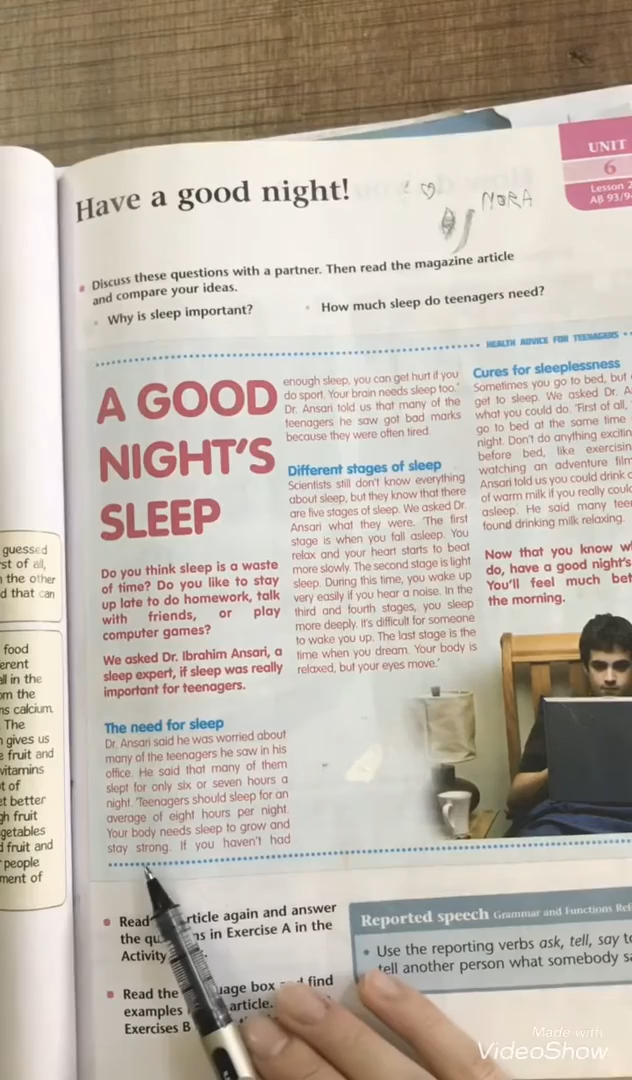 Have a good night!
NORA
UNIT
6
Lesson
AB 93/9
Discuss these questions with a partner. Then read the magazine article
and compare your ideas.
Why is sleep important?
How much sleep do teenagers need?
HEALTH ADVICE FOR TEENAGERS
A GOOD
NIGHT'S
SLEEP
Do you think sleep is a waste
of time? Do you like to stay
up late to do homework, talk
with friends, or play
computer games?
We asked Dr. Ibrahim Ansari, a
sleep expert, if sleep was really
important for teenagers.
The need for sleep
Dr. Ansari said he was worried about
many of the teenagers he saw in his
office. He said that many of them
slept for only six or seven hours a
night. 'Teenagers should sleep for an
average of eight hours per night.
Your body needs sleep to grow and
stay strong. If you haven't had
enough sleep, you can get hurt if you
do sport. Your brain needs sleep too.'
Dr. Ansari told us that many of the
teenagers he saw got bad marks
because they were often tired.
Different stages of sleep
Scientists still don't know everything
about sleep, but they know that there
are five stages of sleep. We asked Dr.
Ansari what they were. 'The first
stage is when you fall asleep. You
relax and your heart starts to beat
more slowly. The second stage is light
sleep. During this time, you wake up
very easily if you hear a noise. In the
third and fourth stages, you sleep
more deeply. It's difficult for someone
to wake you up. The last stage is the
time when you dream. Your body is
relaxed, but your eyes move.'
Cures for sleeplessness
Sometimes you go to bed, but
get to sleep. We asked Dr. A
what you could do. 'First of all,
go to bed at the same time
night. Don't do anything excitin
before bed, like exercisin
watching an adventure film
Ansari told us you could drink
of warm milk if you really coul
asleep. He said many tee
found drinking milk relaxing.
Now that you know w
do, have a good night's
You'll feel much bet
the morning.
guessed
st of all,
the other
d that can
food
erent
all in the
om the
ns calcium.
The
gives us
e fruit and
vitamins
t of
et better
gh fruit
getables
d fruit and
people
ment of
Read rticle again and answer
the qu ns in Exercise A in the
Activity
Read the uage box and find
examples article.
Exercises B
Reported speech Grammar and Functions Ref
Use the reporting verbs ask, tell, say to
tell another person what somebody sa
Made with
VideoShow